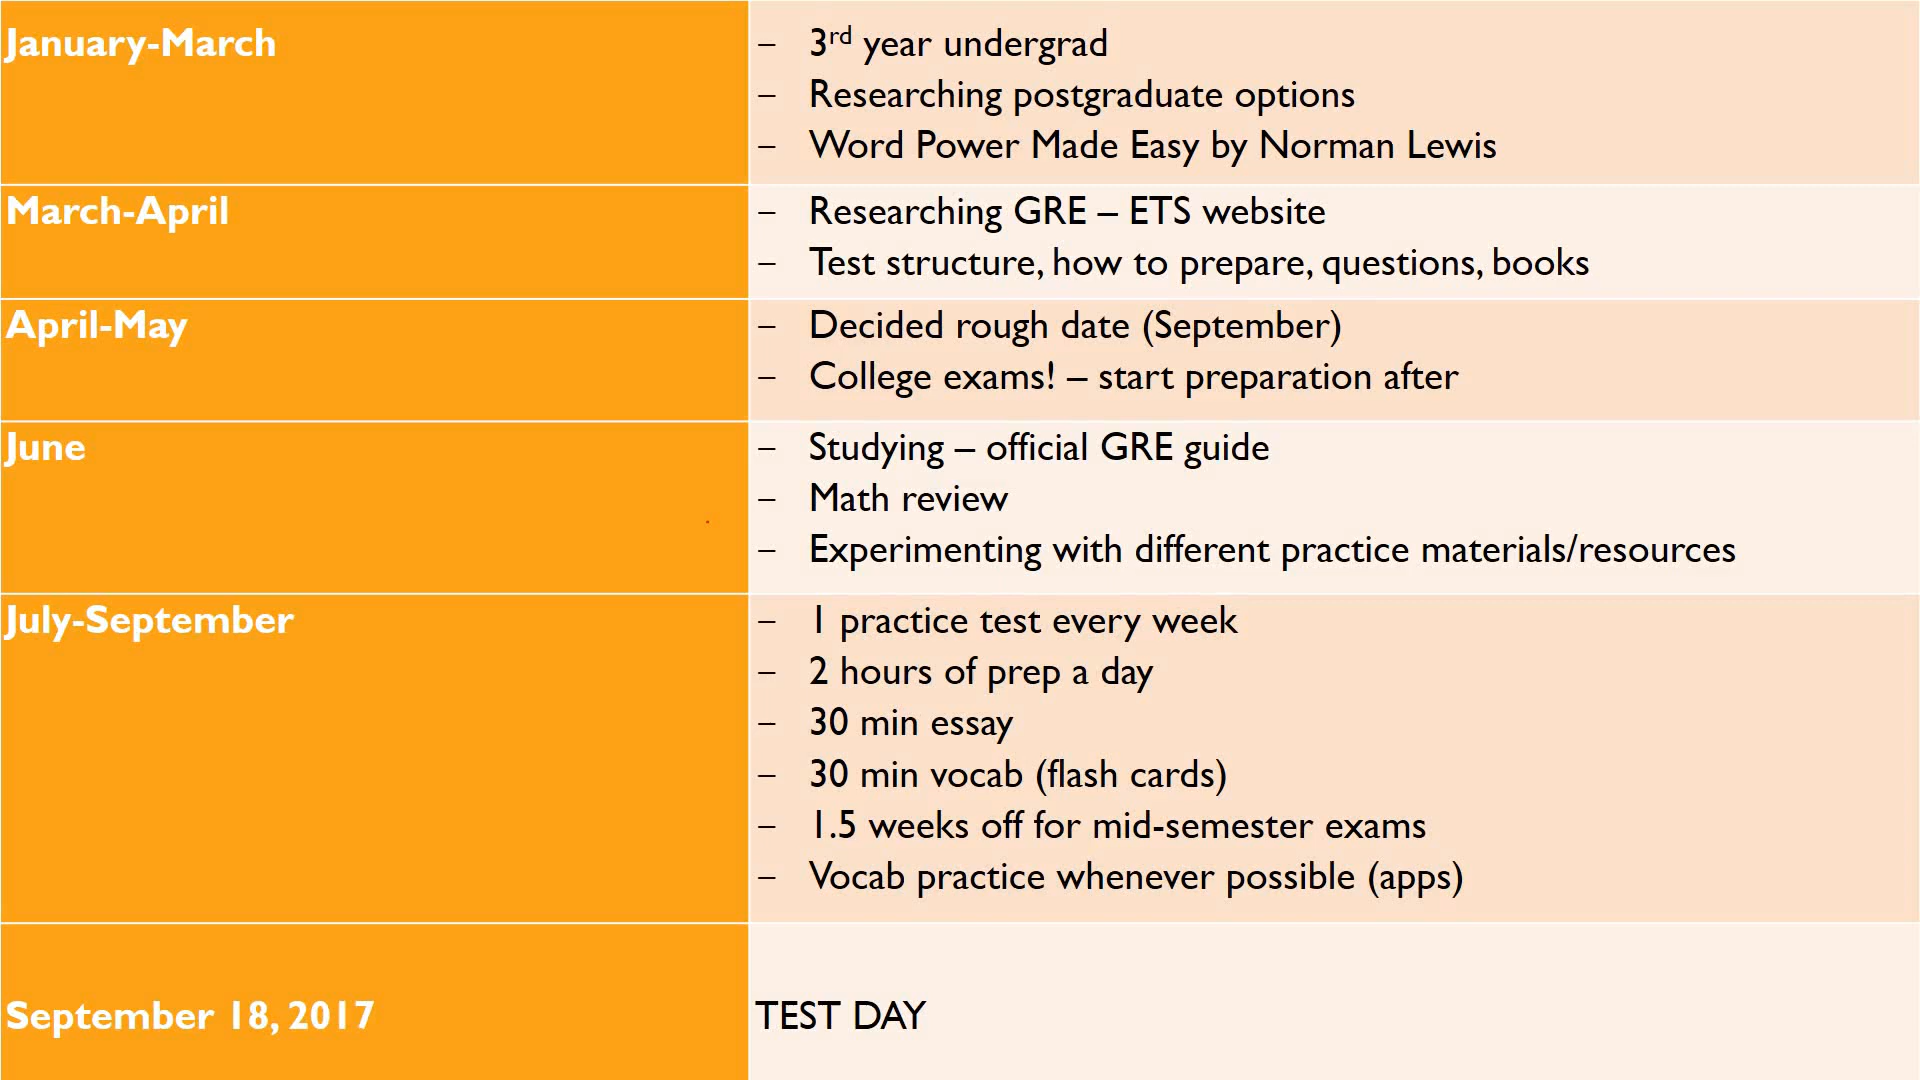 January-March
– 3rd year undergrad
– Researching postgraduate options
– Word Power Made Easy by Norman Lewis
March-April
– Researching GRE – ETS website
– Test structure, how to prepare, questions, books
April-May
– Decided rough date (September)
– College exams! – start preparation after
June
– Studying – official GRE guide
– Math review
– Experimenting with different practice materials/resources
July-September
– 1 practice test every week
– 2 hours of prep a day
– 30 min essay
– 30 min vocab (flash cards)
– 1.5 weeks off for mid-semester exams
– Vocab practice whenever possible (apps)
September 18, 2017
TEST DAY